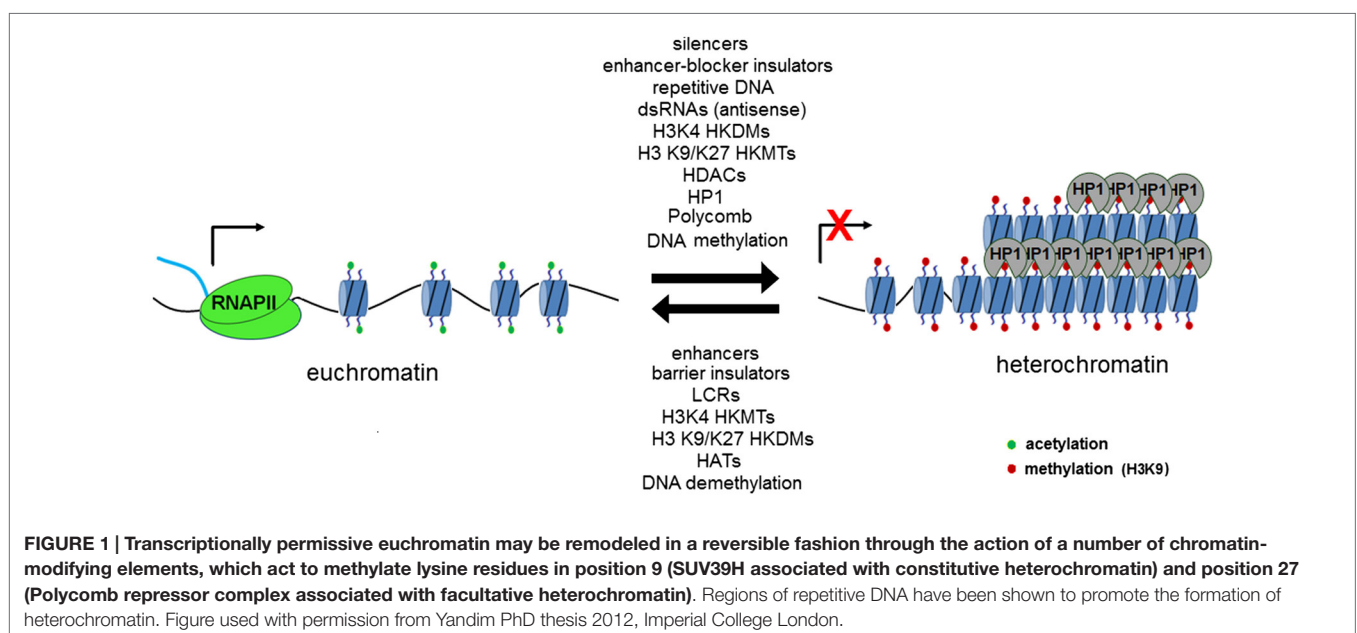 silencers
enhancer-blocker insulators
repetitive DNA
dsRNAs (antisense)
H3K4 HKDMs
H3 K9/K27 HKMTs
HDACs
HP1
Polycomb
DNA methylation
RNAPII
euchromatin
X
HP1 HP1 HP1 HP1
HP1 HP1 HP1 HP1 HP1 HP1 HP1
heterochromatin
enhancers
barrier insulators
LCRs
H3K4 HKMTs
H3 K9/K27 HKDMs
HATs
DNA demethylation
acetylation
methylation (H3K9)
FIGURE 1 | Transcriptionally permissive euchromatin may be remodeled in a reversible fashion through the action of a number of chromatin-
modifying elements, which act to methylate lysine residues in position 9 (SUV39H associated with constitutive heterochromatin) and position 27
(Polycomb repressor complex associated with facultative heterochromatin). Regions of repetitive DNA have been shown to promote the formation of
heterochromatin. Figure used with permission from Yandim PhD thesis 2012, Imperial College London.